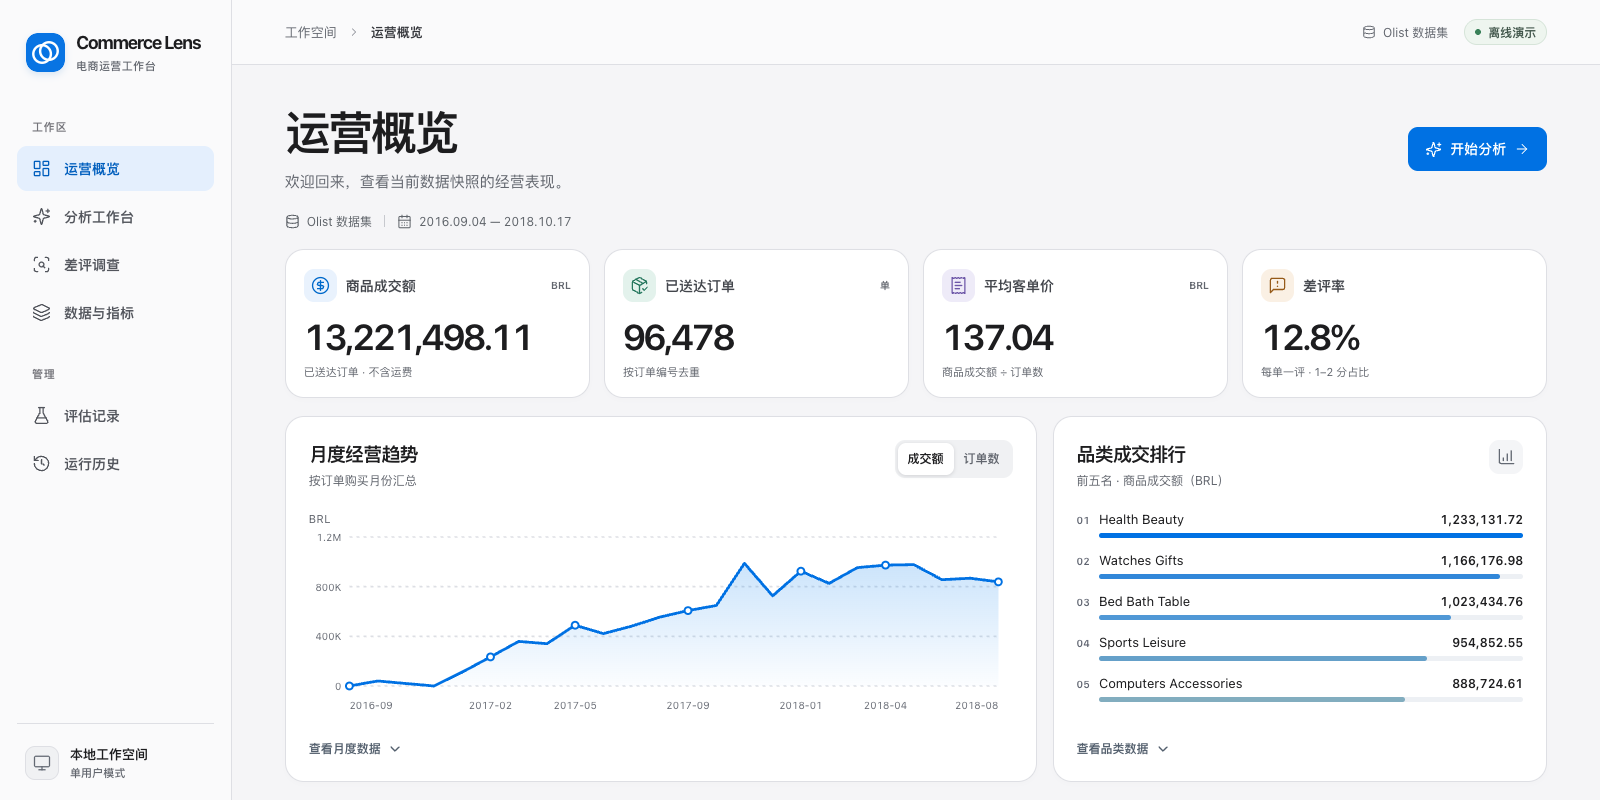 Commerce Lens
电商运营工作台
工作区
运营概览
分析工作台
差评调查
数据与指标
管理
评估记录
运行历史
本地工作空间
单用户模式
工作空间 > 运营概览
Olist 数据集
离线演示
运营概览
欢迎回来，查看当前数据快照的经营表现。
Olist 数据集 | 2016.09.04 — 2018.10.17
开始分析 →
商品成交额 BRL
13,221,498.11
已送达订单 · 不含运费
已送达订单 单
96,478
按订单编号去重
平均客单价 BRL
137.04
商品成交额 ÷ 订单数
差评率
12.8%
每单一评 · 1–2 分占比
月度经营趋势
按订单购买月份汇总
成交额 订单数
BRL
1.2M
800K
400K
0
2016-09 2017-02 2017-05 2017-09 2018-01 2018-04 2018-08
查看月度数据
品类成交排行
前五名 · 商品成交额（BRL）
01 Health Beauty 1,233,131.72
02 Watches Gifts 1,166,176.98
03 Bed Bath Table 1,023,434.76
04 Sports Leisure 954,852.55
05 Computers Accessories 888,724.61
查看品类数据